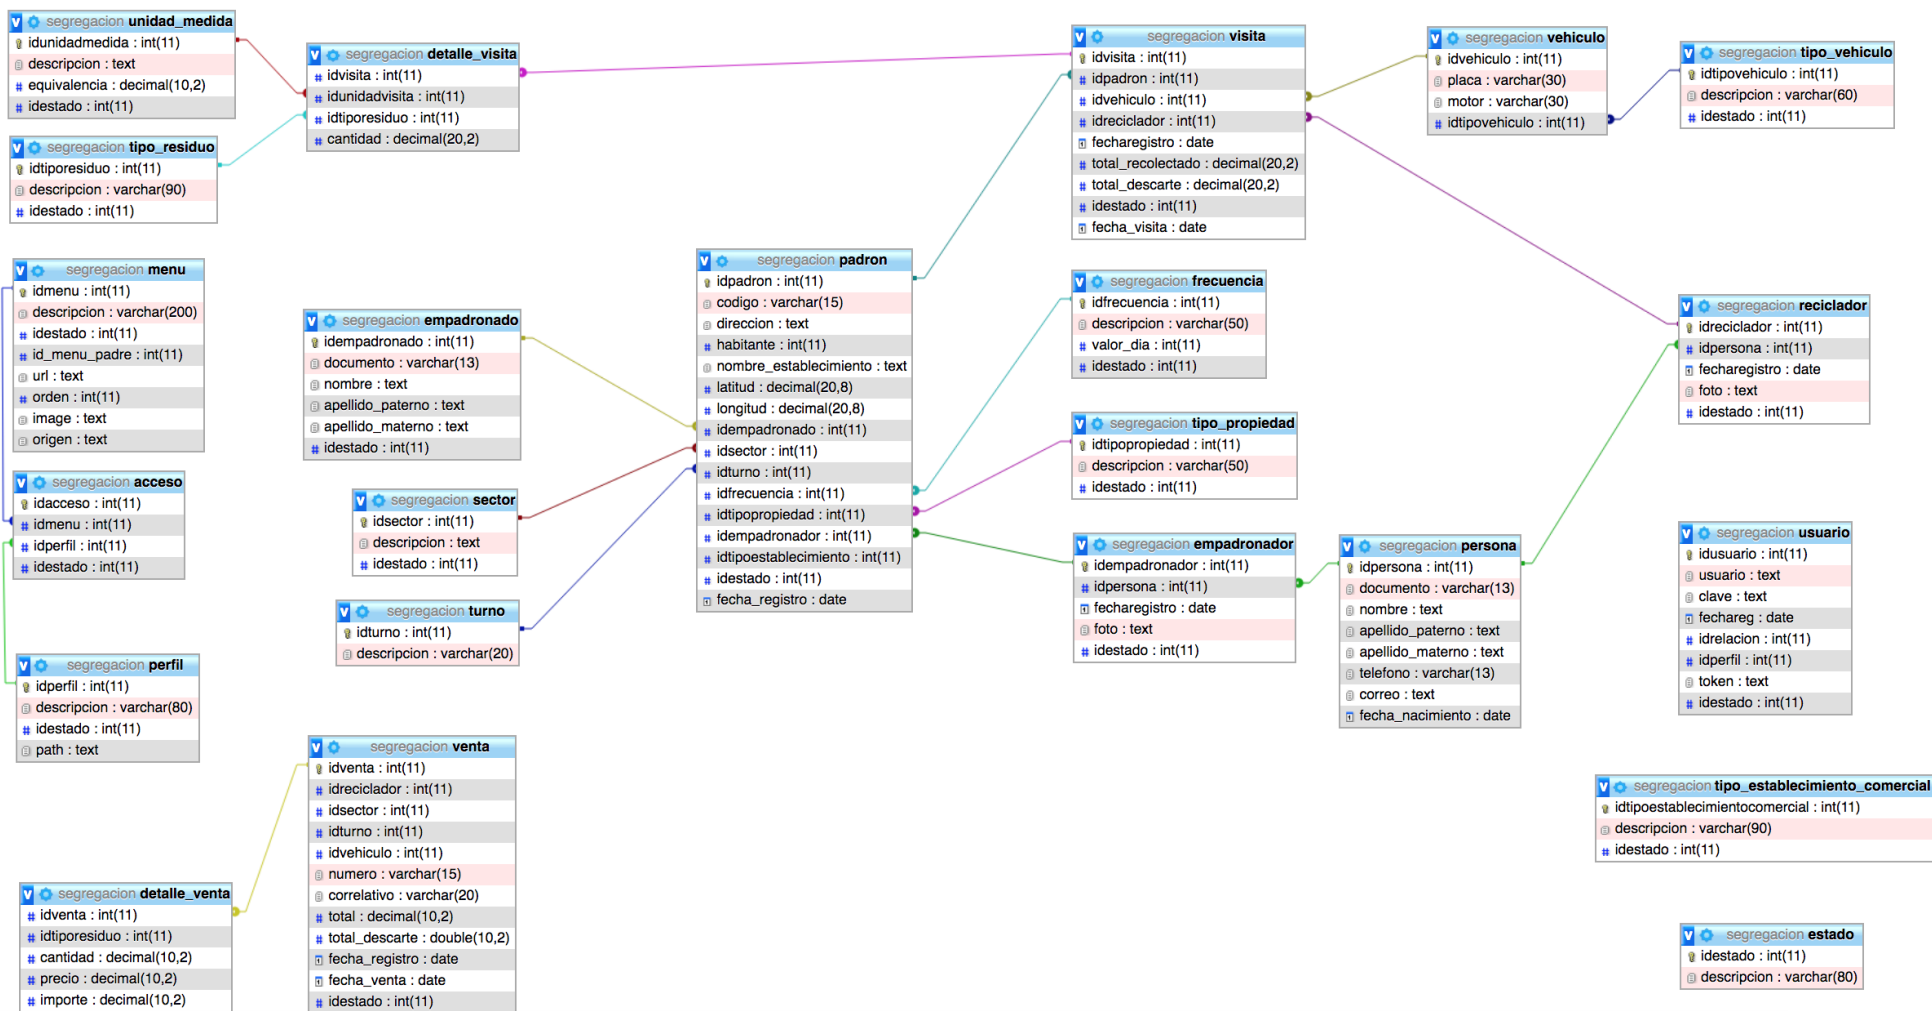 segregacion unidad_medida
idunidadmedida : int(11)
descripcion : text
equivalencia : decimal(10,2)
idestado : int(11)
segregacion tipo_residuo
idtiporesiduo : int(11)
descripcion : varchar(90)
idestado : int(11)
segregacion detalle_visita
idvisita : int(11)
idunidadvisita : int(11)
idtiporesiduo : int(11)
cantidad : decimal(20,2)
segregacion visita
idvisita : int(11)
idpadron : int(11)
idvehiculo : int(11)
idreciclador : int(11)
fecharegistro : date
total_recolectado : decimal(20,2)
total_descarte : decimal(20,2)
idestado : int(11)
fecha_visita : date
segregacion vehiculo
idvehiculo : int(11)
placa : varchar(30)
motor : varchar(30)
idtipovehiculo : int(11)
segregacion tipo_vehiculo
idtipovehiculo : int(11)
descripcion : varchar(60)
idestado : int(11)
segregacion menu
idmenu : int(11)
descripcion : varchar(200)
idestado : int(11)
id_menu_padre : int(11)
url : text
orden : int(11)
image : text
origen : text
segregacion acceso
idacceso : int(11)
idmenu : int(11)
idperfil : int(11)
idestado : int(11)
segregacion perfil
idperfil : int(11)
descripcion : varchar(80)
idestado : int(11)
path : text
segregacion empadronado
idempadronado : int(11)
documento : varchar(13)
nombre : text
apellido_paterno : text
apellido_materno : text
idestado : int(11)
segregacion sector
idsector : int(11)
descripcion : text
idestado : int(11)
segregacion turno
idturno : int(11)
descripcion : varchar(20)
segregacion padron
idpadron : int(11)
codigo : varchar(15)
direccion : text
habitante : int(11)
nombre_establecimiento : text
latitud : decimal(20,8)
longitud : decimal(20,8)
idempadronado : int(11)
idsector : int(11)
idturno : int(11)
idfrecuencia : int(11)
idtipopropiedad : int(11)
idempadronador : int(11)
idtipoestablecimiento : int(11)
idestado : int(11)
fecha_registro : date
segregacion frecuencia
idfrecuencia : int(11)
descripcion : varchar(50)
valor_dia : int(11)
idestado : int(11)
segregacion tipo_propiedad
idtipopropiedad : int(11)
descripcion : varchar(50)
idestado : int(11)
segregacion empadronador
idempadronador : int(11)
idpersona : int(11)
fecharegistro : date
foto : text
idestado : int(11)
segregacion persona
idpersona : int(11)
documento : varchar(13)
nombre : text
apellido_paterno : text
apellido_materno : text
telefono : varchar(13)
correo : text
fecha_nacimiento : date
segregacion reciclador
idreciclador : int(11)
idpersona : int(11)
fecharegistro : date
foto : text
idestado : int(11)
segregacion usuario
idusuario : int(11)
usuario : text
clave : text
fechareg : date
idrelacion : int(11)
idperfil : int(11)
token : text
idestado : int(11)
segregacion venta
idventa : int(11)
idreciclador : int(11)
idsector : int(11)
idturno : int(11)
idvehiculo : int(11)
numero : varchar(15)
correlativo : varchar(20)
total : decimal(10,2)
total_descarte : double(10,2)
fecha_registro : date
fecha_venta : date
idestado : int(11)
segregacion detalle_venta
idventa : int(11)
idtiporesiduo : int(11)
cantidad : decimal(10,2)
precio : decimal(10,2)
importe : decimal(10,2)
segregacion tipo_establecimiento_comercial
idtipoestablecimientocomercial : int(11)
descripcion : varchar(90)
idestado : int(11)
segregacion estado
idestado : int(11)
descripcion : varchar(80)